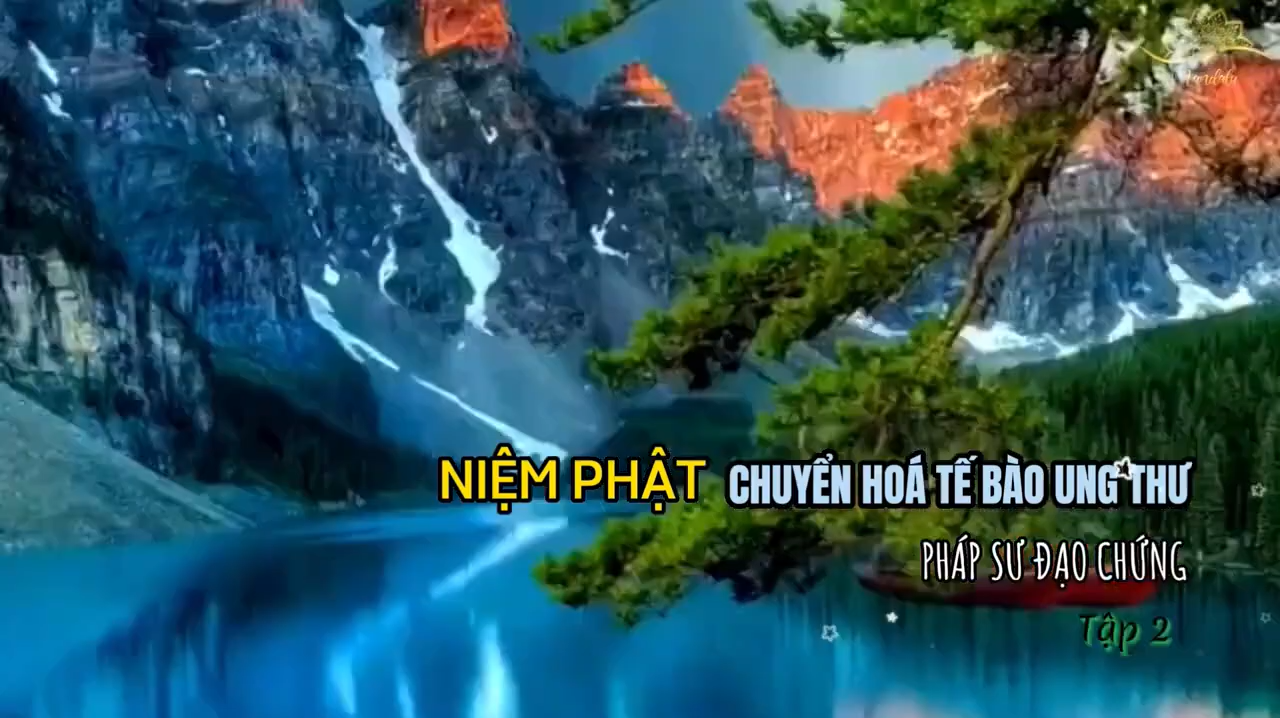 NIỆM PHẬT CHUYỂN HOÁ TẾ BÀO UNG THƯ
PHÁP SƯ ĐẠO CHỨNG
Tập 2